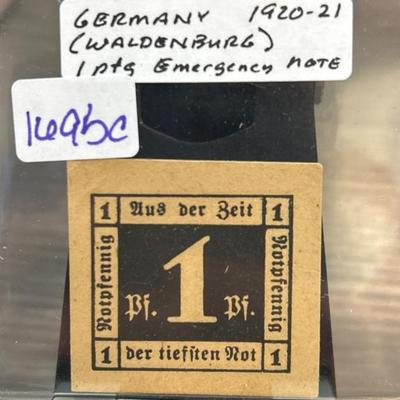 GERMANY 1920-21
(WALDENBURG)
1 pfg Emergency NOTE
1695c
1 Aus der Zeit 1
Notpfennig
Pf. 1 Pf.
Notpfennig
1 der tiefsten Not 1